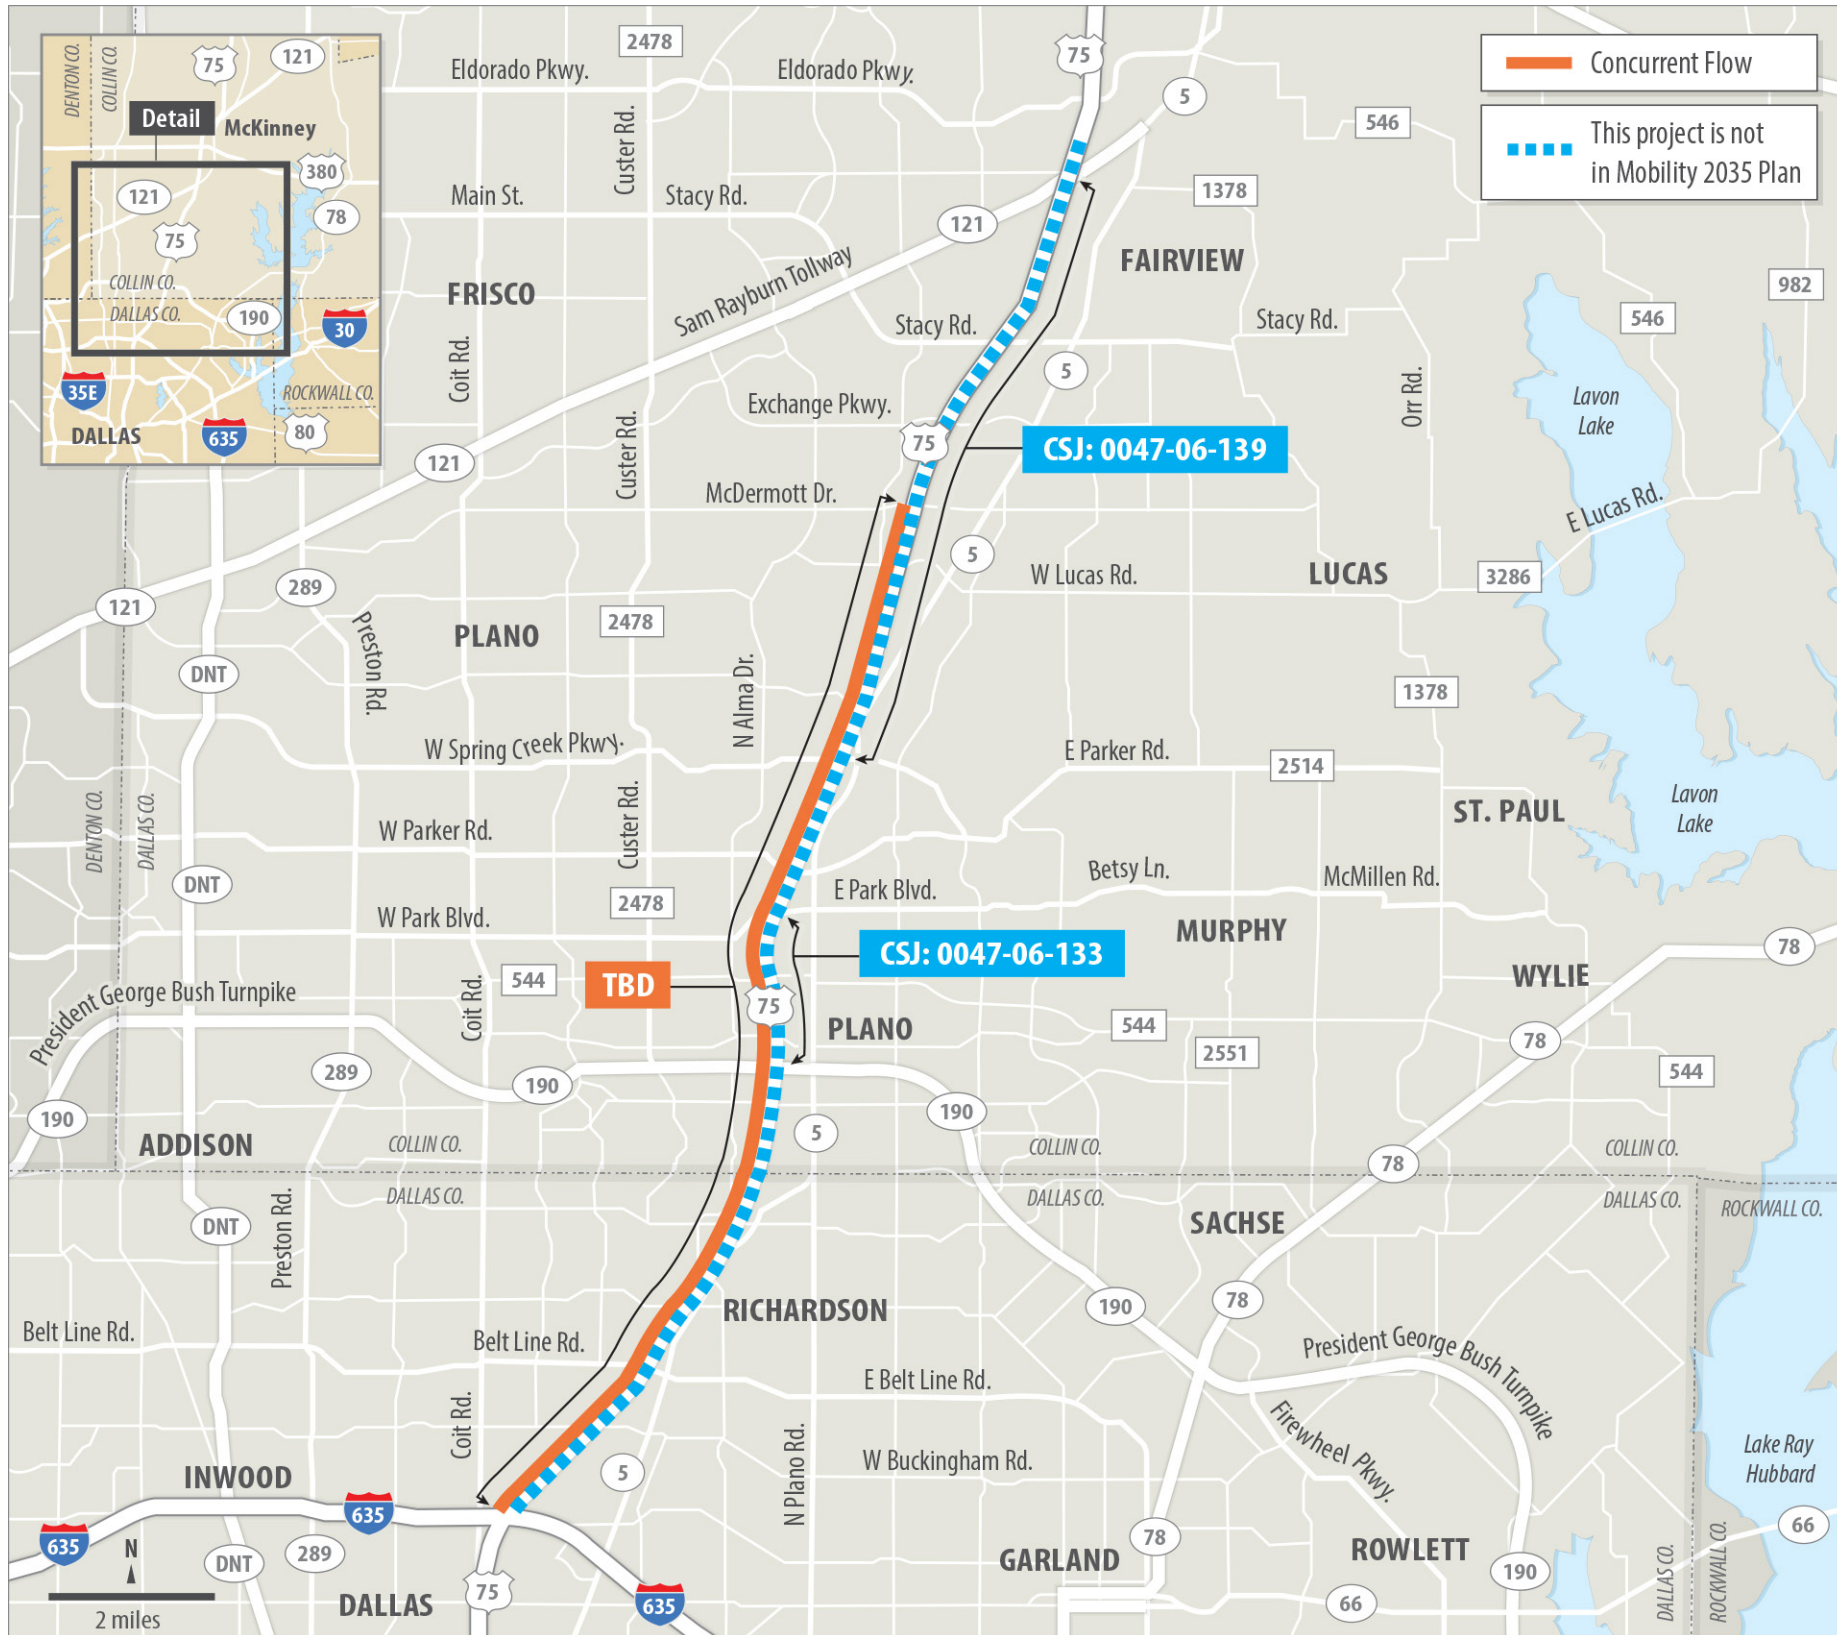 DENTON CO.
COLLIN CO.
75
121
Detail
McKinney
380
121
78
75
COLLIN CO.
DALLAS CO.
190
30
35E
ROCKWALL CO.
DALLAS
635
80
Concurrent Flow
This project is not
in Mobility 2035 Plan
2478
75
Eldorado Pkwy.
Eldorado Pkwy.
5
546
Custer Rd.
Main St.
Stacy Rd.
1378
121
FAIRVIEW
Sam Rayburn Tollway
FRISCO
982
546
Stacy Rd.
Stacy Rd.
Coit Rd.
5
Orr Rd.
Lavon
Lake
Exchange Pkwy.
75
CSJ: 0047-06-139
121
Custer Rd.
McDermott Dr.
E Lucas Rd.
5
W Lucas Rd.
LUCAS
3286
289
121
2478
PLANO
Preston Rd.
DNT
N Alma Dr.
1378
W Spring Creek Pkwy.
E Parker Rd.
2514
Lavon
Lake
ST. PAUL
DENTON CO.
DALLAS CO.
W Parker Rd.
Custer Rd.
DNT
Betsy Ln.
McMillen Rd.
E Park Blvd.
2478
W Park Blvd.
MURPHY
78
CSJ: 0047-06-133
WYLIE
544
TBD
President George Bush Turnpike
Coit Rd.
75
PLANO
544
2551
78
544
289
190
190
190
5
ADDISON
COLLIN CO.
COLLIN CO.
COLLIN CO.
78
DALLAS CO.
DALLAS CO.
DALLAS CO.
ROCKWALL CO.
DNT
Preston Rd.
SACHSE
RICHARDSON
190
78
Belt Line Rd.
Belt Line Rd.
President George Bush Turnpike
E Belt Line Rd.
Coit Rd.
Firewheel Pkwy.
Lake Ray
Hubbard
W Buckingham Rd.
N Plano Rd.
5
INWOOD
635
635
66
78
N
DNT
289
GARLAND
ROWLETT
190
75
DALLAS
635
66
DALLAS CO.
ROCKWALL CO.
2 miles